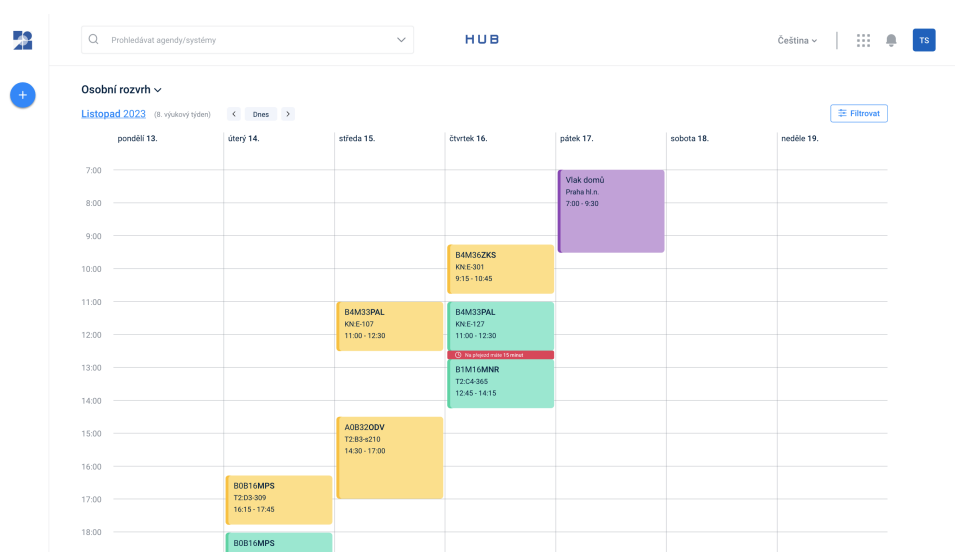 Prohledávat agendy/systémy
HUB
Čeština
TS
Osobní rozvrh
Listopad 2023 (8. výukový týden)
Dnes
Filtrovat
pondělí 13. úterý 14. středa 15. čtvrtek 16. pátek 17. sobota 18. neděle 19.
7:00
8:00
9:00
10:00
11:00
12:00
13:00
14:00
15:00
16:00
17:00
18:00
B0B16MPS
T2:D3-309
16:15 - 17:45
B0B16MPS
B4M33PAL
KN:E-107
11:00 - 12:30
A0B32ODV
T2:B3-s210
14:30 - 17:00
B4M36ZKS
KN:E-301
9:15 - 10:45
B4M33PAL
KN:E-127
11:00 - 12:30
Na přejezd máte 15 minut
B1M16MNR
T2:C4-365
12:45 - 14:15
Vlak domů
Praha hl.n.
7:00 - 9:30